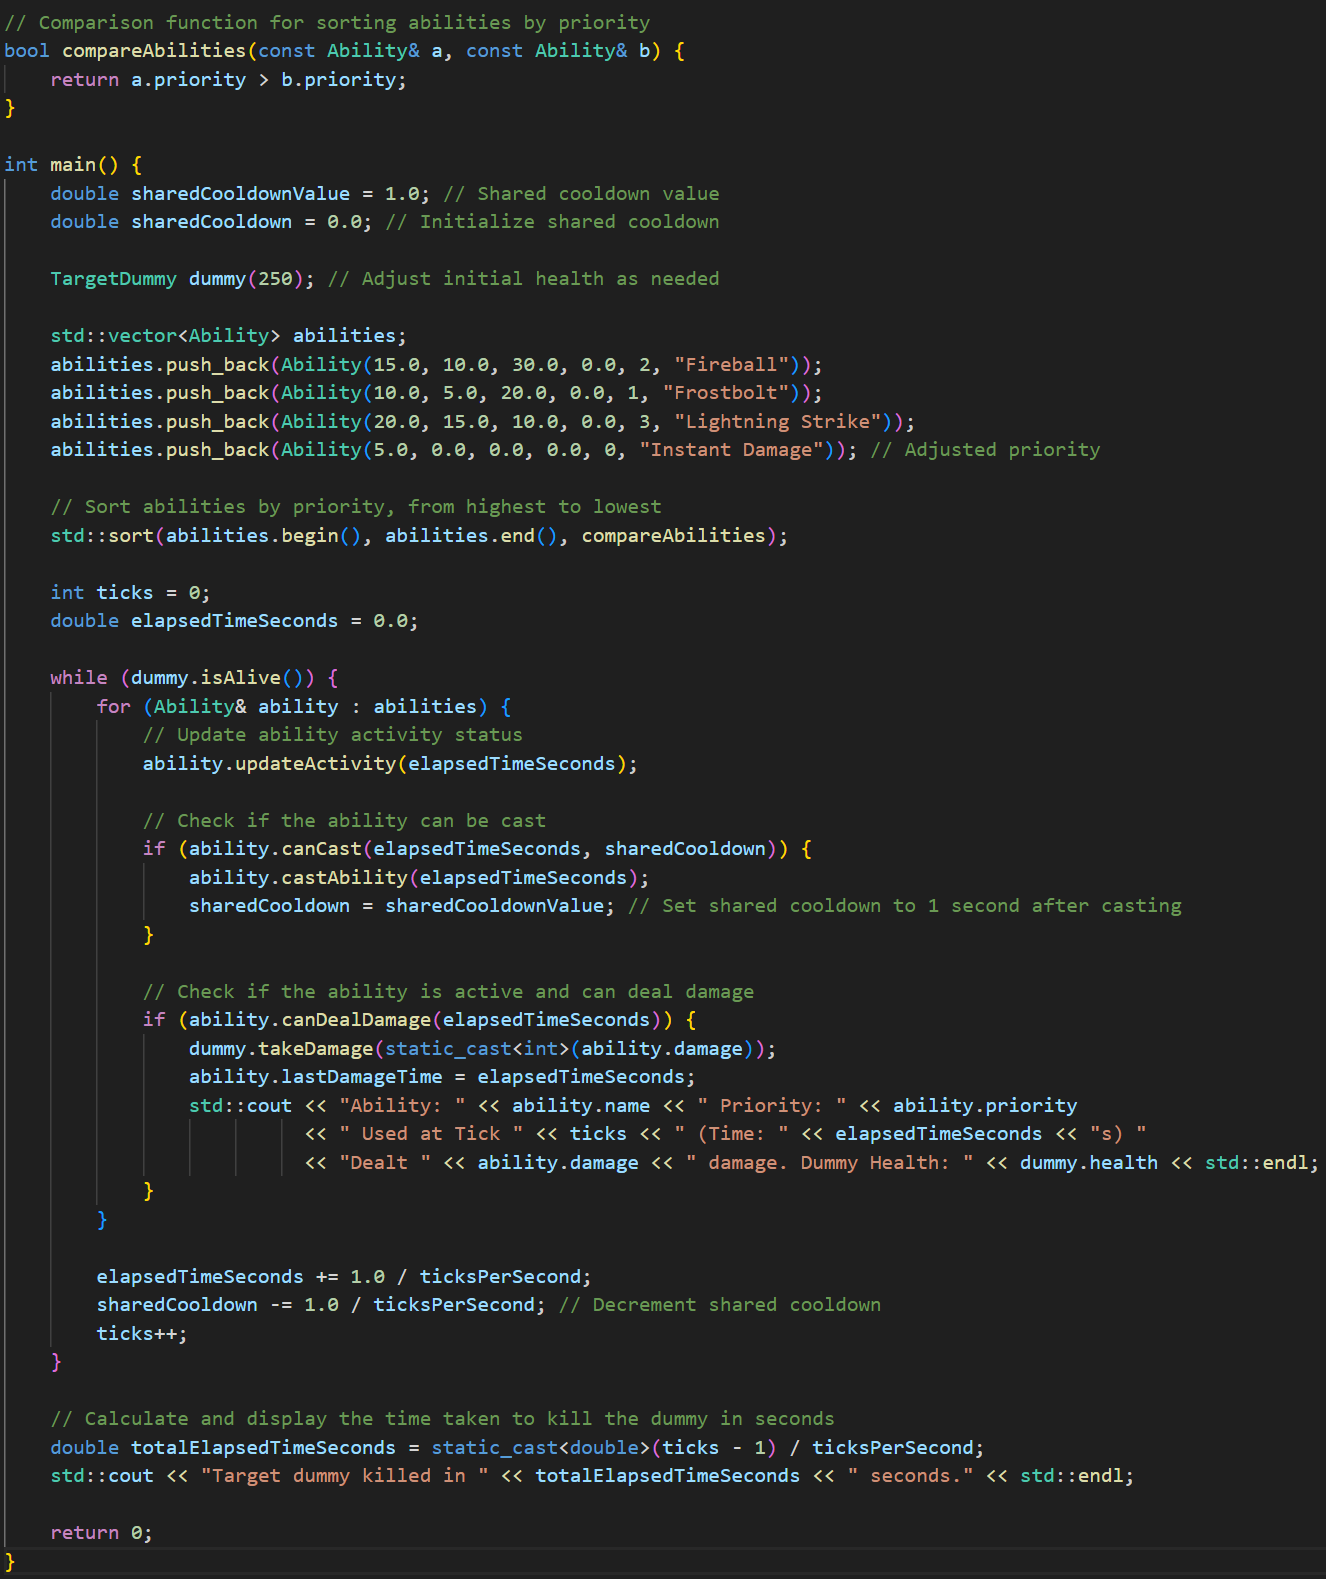 // Comparison function for sorting abilities by priority
bool compareAbilities(const Ability& a, const Ability& b) {
    return a.priority > b.priority;
}

int main() {
    double sharedCooldownValue = 1.0; // Shared cooldown value
    double sharedCooldown = 0.0; // Initialize shared cooldown

    TargetDummy dummy(250); // Adjust initial health as needed

    std::vector<Ability> abilities;
    abilities.push_back(Ability(15.0, 10.0, 30.0, 0.0, 2, "Fireball"));
    abilities.push_back(Ability(10.0, 5.0, 20.0, 0.0, 1, "Frostbolt"));
    abilities.push_back(Ability(20.0, 15.0, 10.0, 0.0, 3, "Lightning Strike"));
    abilities.push_back(Ability(5.0, 0.0, 0.0, 0.0, 0, "Instant Damage")); // Adjusted priority

    // Sort abilities by priority, from highest to lowest
    std::sort(abilities.begin(), abilities.end(), compareAbilities);

    int ticks = 0;
    double elapsedTimeSeconds = 0.0;

    while (dummy.isAlive()) {
        for (Ability& ability : abilities) {
            // Update ability activity status
            ability.updateActivity(elapsedTimeSeconds);

            // Check if the ability can be cast
            if (ability.canCast(elapsedTimeSeconds, sharedCooldown)) {
                ability.castAbility(elapsedTimeSeconds);
                sharedCooldown = sharedCooldownValue; // Set shared cooldown to 1 second after casting
            }

            // Check if the ability is active and can deal damage
            if (ability.canDealDamage(elapsedTimeSeconds)) {
                dummy.takeDamage(static_cast<int>(ability.damage));
                ability.lastDamageTime = elapsedTimeSeconds;
                std::cout << "Ability: " << ability.name << " Priority: " << ability.priority
                          << " Used at Tick " << ticks << " (Time: " << elapsedTimeSeconds << "s) "
                          << "Dealt " << ability.damage << " damage. Dummy Health: " << dummy.health << std::endl;
            }
        }

        elapsedTimeSeconds += 1.0 / ticksPerSecond;
        sharedCooldown -= 1.0 / ticksPerSecond; // Decrement shared cooldown
        ticks++;
    }

    // Calculate and display the time taken to kill the dummy in seconds
    double totalElapsedTimeSeconds = static_cast<double>(ticks - 1) / ticksPerSecond;
    std::cout << "Target dummy killed in " << totalElapsedTimeSeconds << " seconds." << std::endl;

    return 0;
}